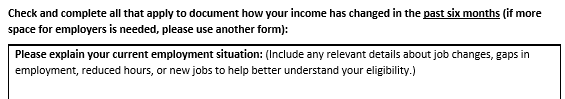 Check and complete all that apply to document how your income has changed in the past six months (if more
space for employers is needed, please use another form):
Please explain your current employment situation: (Include any relevant details about job changes, gaps in
employment, reduced hours, or new jobs to help better understand your eligibility.)